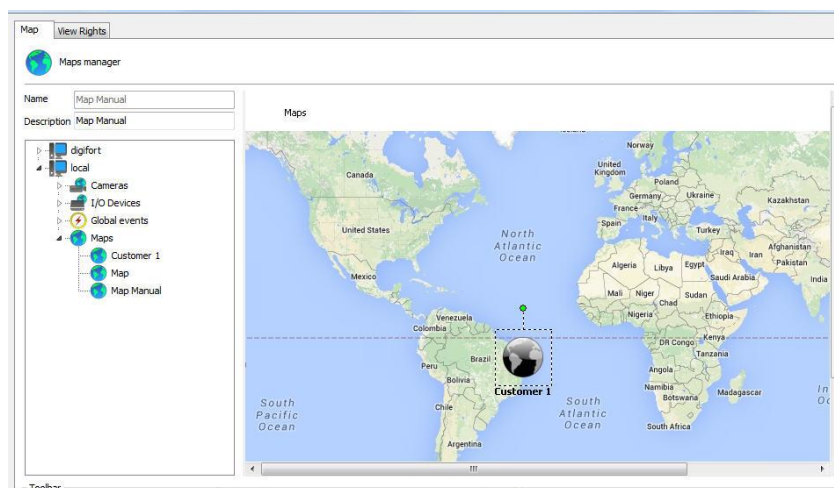 Map View Rights
Maps manager
Name Map Manual
Description Map Manual
digifort
local
Cameras
I/O Devices
Global events
Maps
Customer 1
Map
Map Manual
Maps
Norway
United
Kingdom
Canada
Poland
Germany
Ukraine
Kazakhstan
France
Italy
Spain
Turkey
United States
North
Atlantic
Ocean
Afghanistan
Iraq
Iran
Pakistan
Algeria
Libya
Egypt
Saudi Arabia
India
Mexico
Mali
Niger
Chad
Sudan
Nigeria
Ethiopia
Venezuela
Colombia
Kenya
DR Congo
Tanzania
Brazil
Peru
Angola
Bolivia
Namibia
Botswana
Madagascar
Customer 1
South
Pacific
Ocean
Chile
South
Atlantic
Ocean
South Africa
Argentina
Toolbar